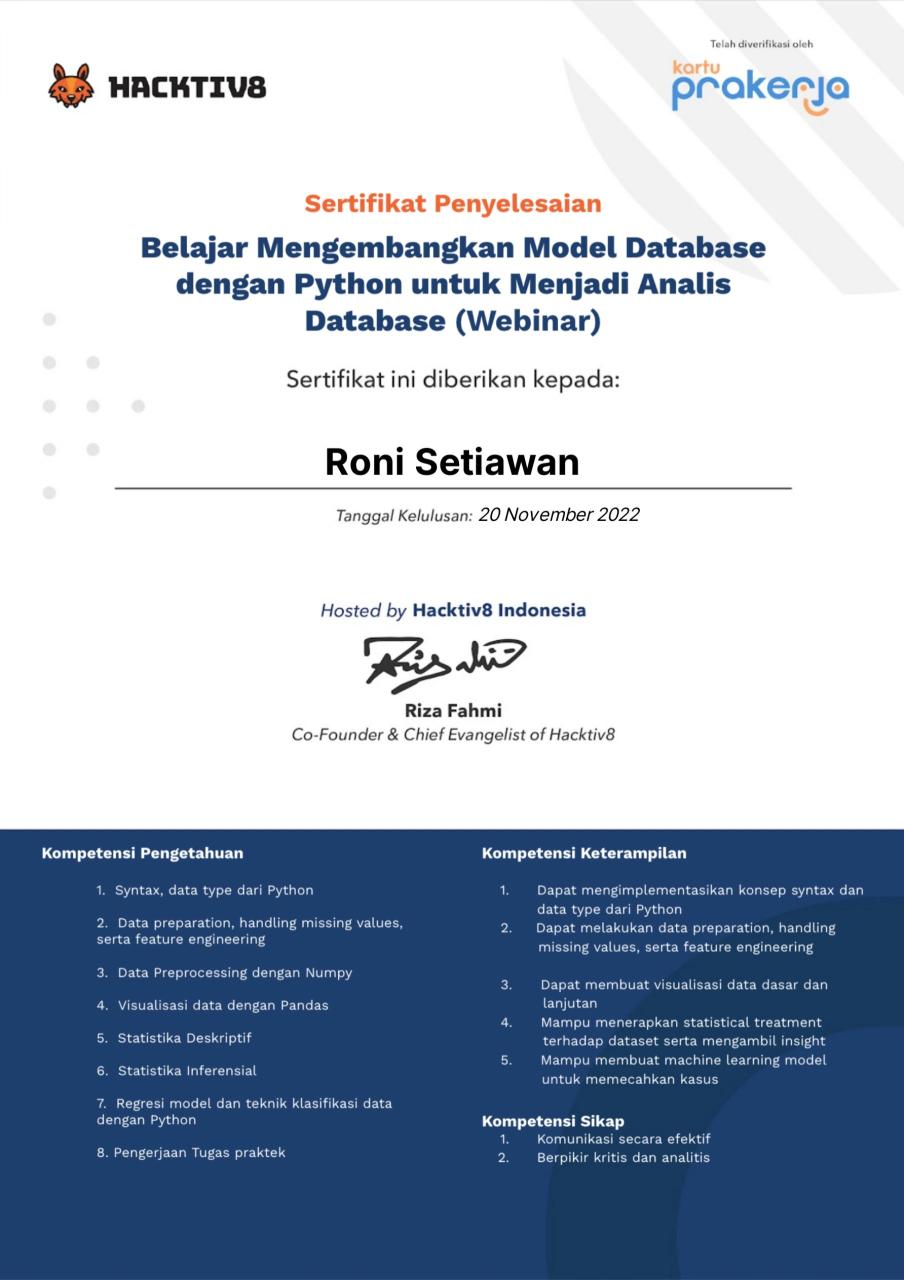 HACKTIV8
Telah diverifikasi oleh
kartu
prakerja
Sertifikat Penyelesaian
Belajar Mengembangkan Model Database
dengan Python untuk Menjadi Analis
Database (Webinar)
Sertifikat ini diberikan kepada:
Roni Setiawan
Tanggal Kelulusan: 20 November 2022
Hosted by Hacktiv8 Indonesia
Riza Fahmi
Co-Founder & Chief Evangelist of Hacktiv8
Kompetensi Pengetahuan
1. Syntax, data type dari Python
2. Data preparation, handling missing values,
serta feature engineering
3. Data Preprocessing dengan Numpy
4. Visualisasi data dengan Pandas
5. Statistika Deskriptif
6. Statistika Inferensial
7. Regresi model dan teknik klasifikasi data
dengan Python
8. Pengerjaan Tugas praktek
Kompetensi Keterampilan
1. Dapat mengimplementasikan konsep syntax dan
data type dari Python
2. Dapat melakukan data preparation, handling
missing values, serta feature engineering
3. Dapat membuat visualisasi data dasar dan
lanjutan
4. Mampu menerapkan statistical treatment
terhadap dataset serta mengambil insight
5. Mampu membuat machine learning model
untuk memecahkan kasus
Kompetensi Sikap
1. Komunikasi secara efektif
2. Berpikir kritis dan analitis